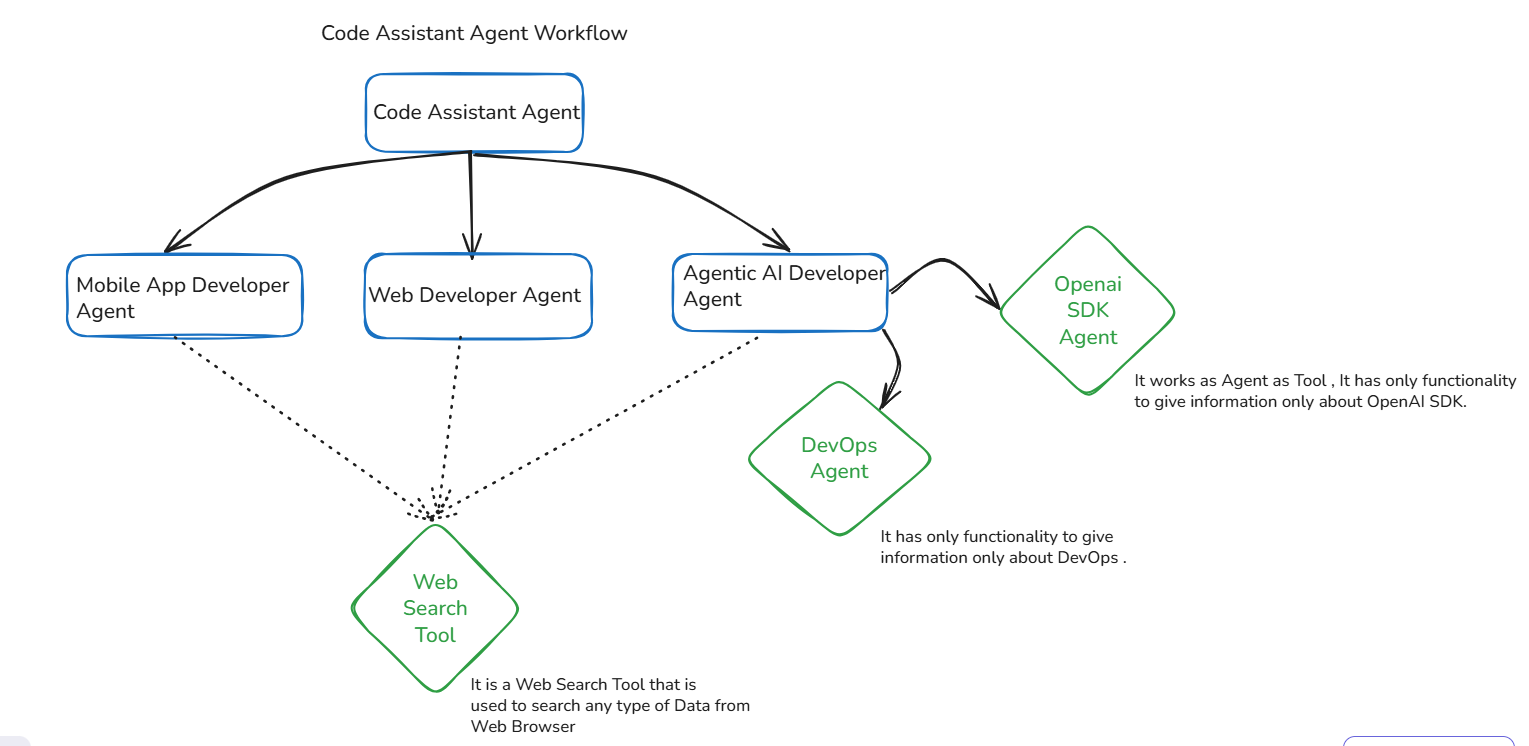 Code Assistant Agent Workflow
Code Assistant Agent
Mobile App Developer
Agent
Web Developer Agent
Agentic AI Developer
Agent
Openai
SDK
Agent
It works as Agent as Tool , It has only functionality
to give information only about OpenAI SDK.
DevOps
Agent
It has only functionality to give
information only about DevOps .
Web
Search
Tool
It is a Web Search Tool that is
used to search any type of Data from
Web Browser